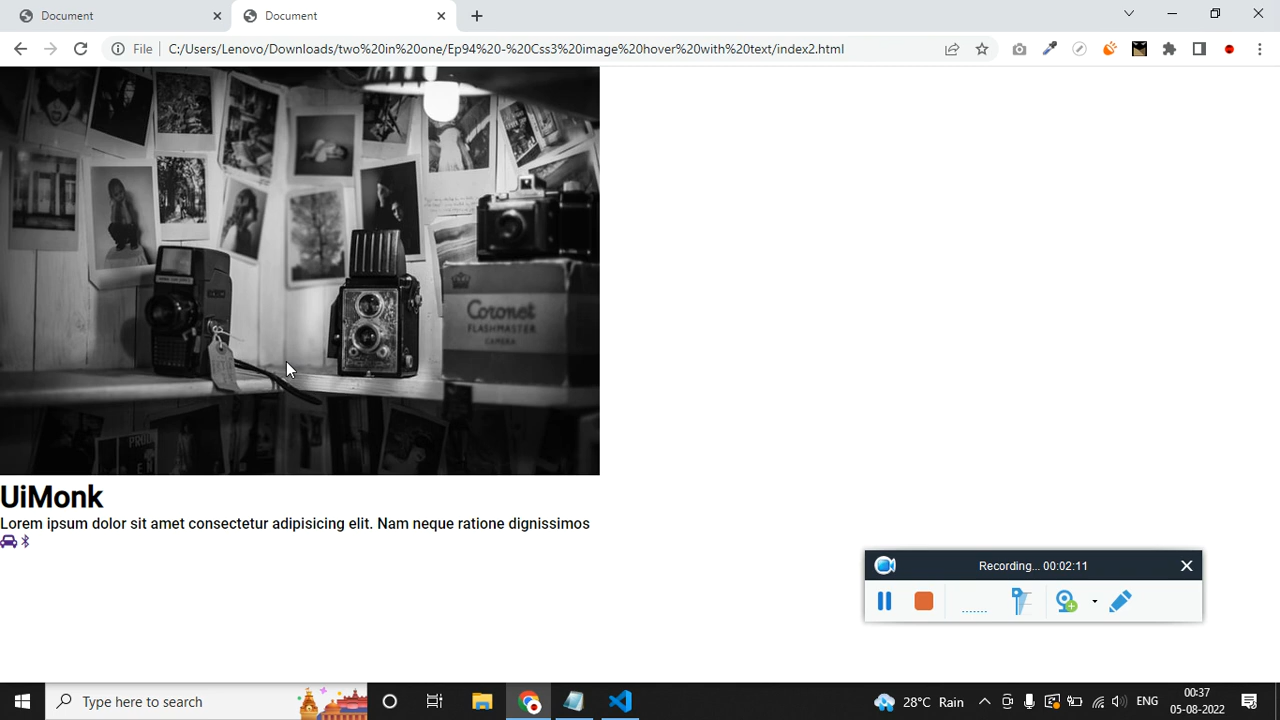 Document
Document
File
C:/Users/Lenovo/Downloads/two%20in%20one/Ep94%20-%20Css3%20image%20hover%20with%20text/index2.html
Coronet
FLASHMASTER
CAMERA
UiMonk
Lorem ipsum dolor sit amet consectetur adipisicing elit. Nam neque ratione dignissimos
Recording... 00:02:11
Type here to search
28°C Rain
ENG
00:37
05-08-2022